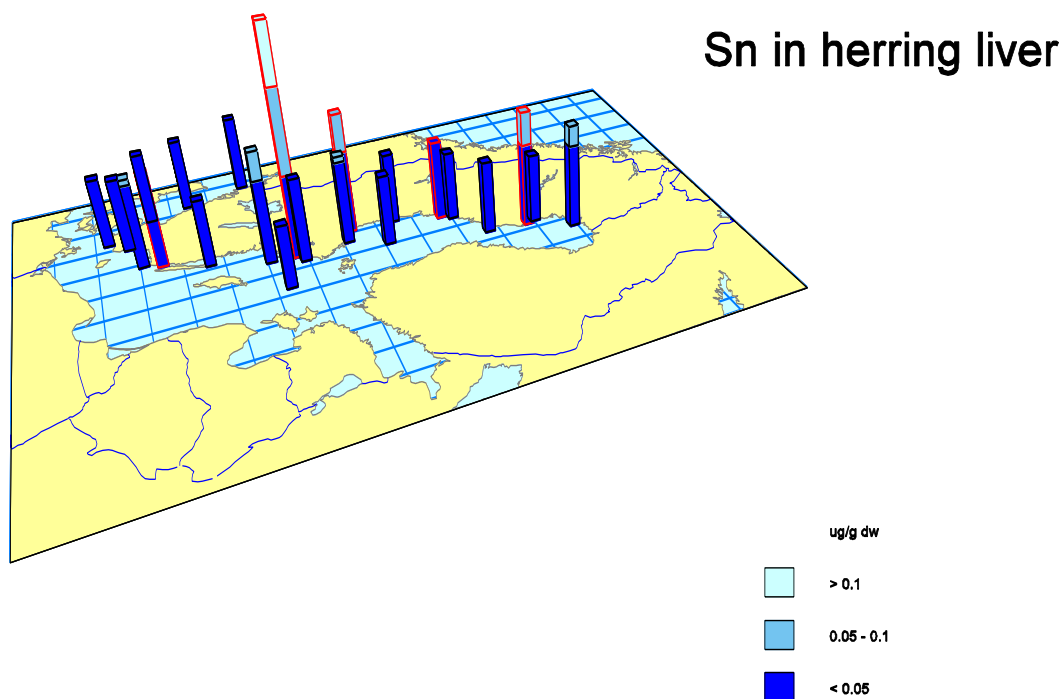 Sn in herring liver
ug/g dw
> 0.1
0.05 - 0.1
< 0.05